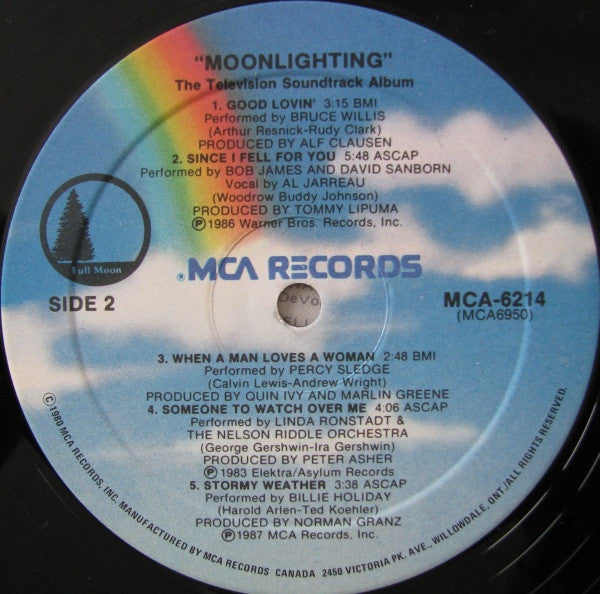 "MOONLIGHTING"
The Television Soundtrack Album
1. GOOD LOVIN' 3:15 BMI
Performed by BRUCE WILLIS
(Arthur Resnick-Rudy Clark)
PRODUCED BY ALF CLAUSEN
2. SINCE I FELL FOR YOU 5:48 ASCAP
Performed by BOB JAMES AND DAVID SANBORN
Vocal by AL JARREAU
(Woodrow Buddy Johnson)
PRODUCED BY TOMMY LIPUMA
Ⓟ1986 Warner Bros. Records, Inc.
Full Moon
®MCA RECORDS
SIDE 2
MCA-6214
(MCA6950)
3. WHEN A MAN LOVES A WOMAN 2:48 BMI
Performed by PERCY SLEDGE
(Calvin Lewis-Andrew Wright)
PRODUCED BY QUIN IVY AND MARLIN GREENE
4. SOMEONE TO WATCH OVER ME 4:06 ASCAP
Performed by LINDA RONSTADT &
THE NELSON RIDDLE ORCHESTRA
(George Gershwin-Ira Gershwin)
PRODUCED BY PETER ASHER
Ⓟ1983 Elektra/Asylum Records
5. STORMY WEATHER 3:38 ASCAP
Performed by BILLIE HOLIDAY
(Harold Arlen-Ted Koehler)
PRODUCED BY NORMAN GRANZ
Ⓟ1987 MCA Records, Inc.
©1980 MCA RECORDS, INC. MANUFACTURED BY MCA RECORDS CANADA 2450 VICTORIA PK. AVE., WILLOWDALE, ONT./ALL RIGHTS RESERVED.